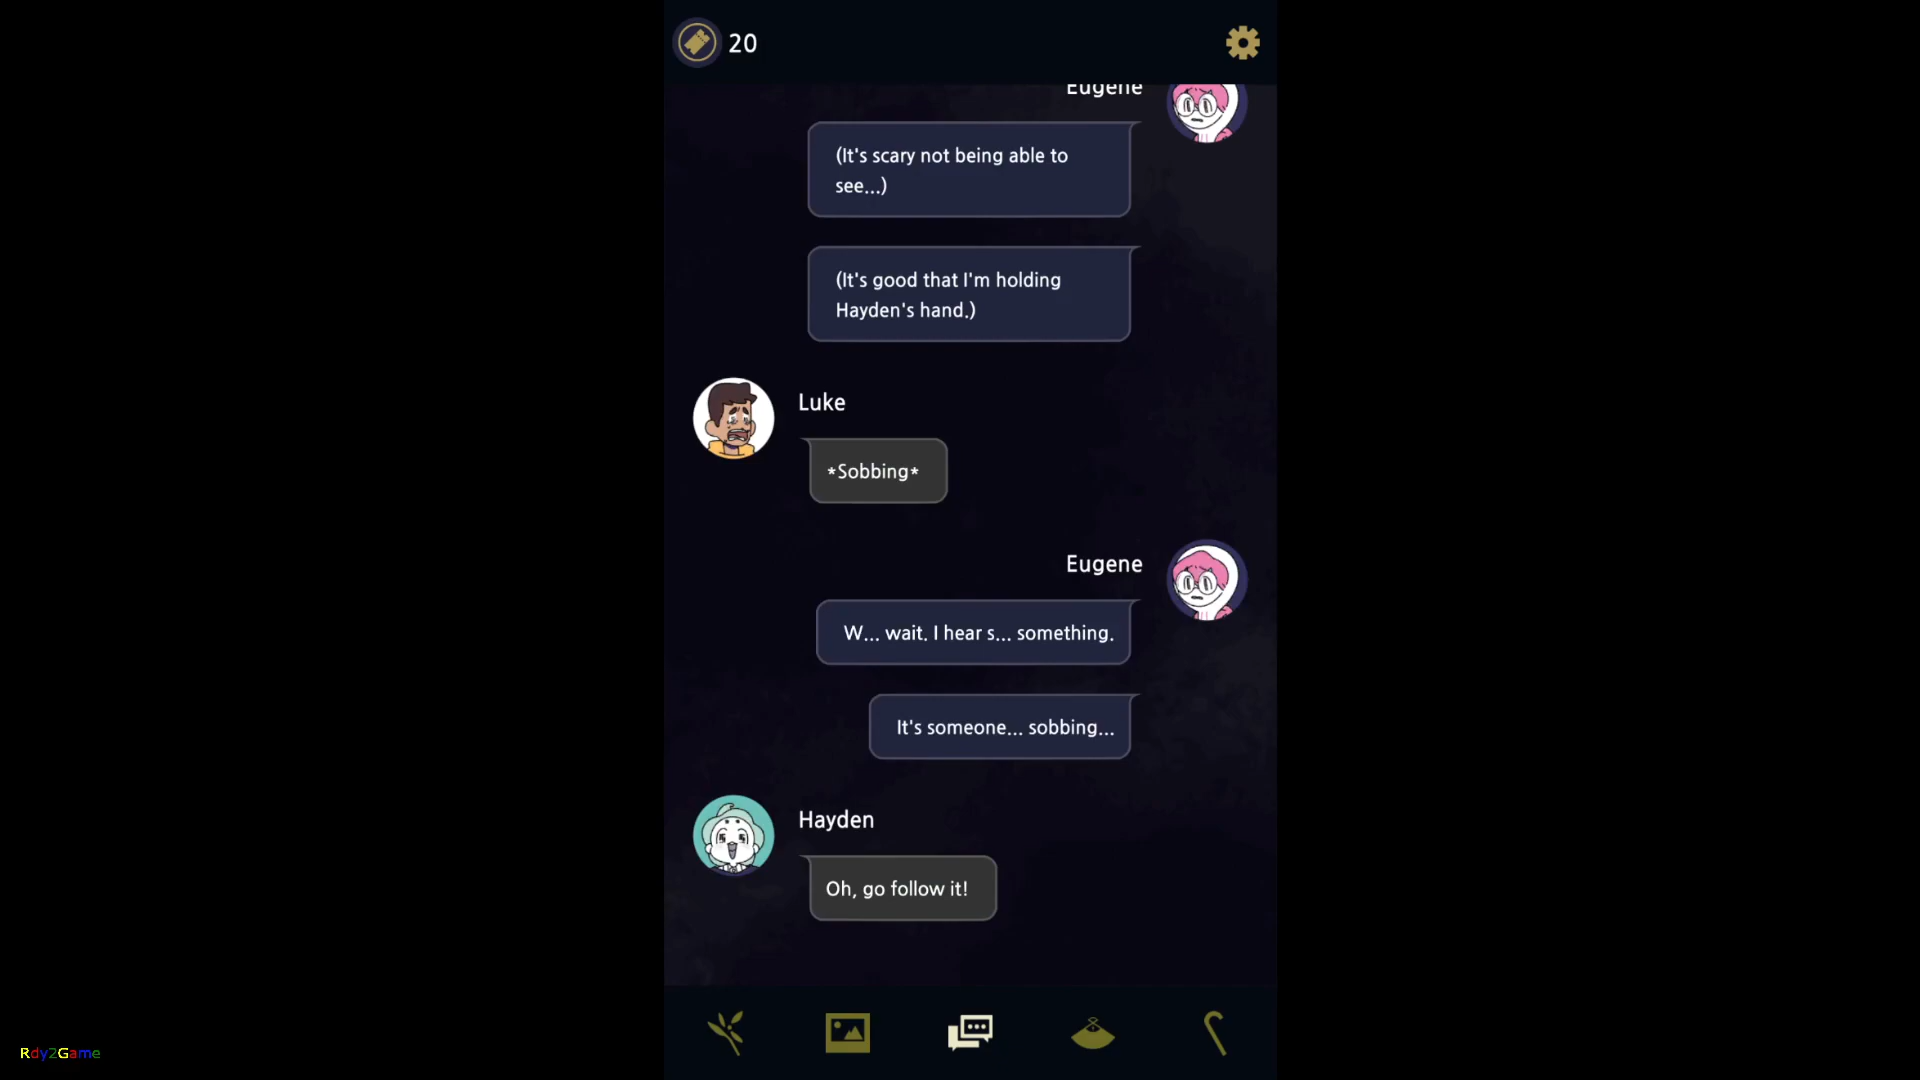 20
Eugene
(It's scary not being able to
see...)
(It's good that I'm holding
Hayden's hand.)
Luke
*Sobbing*
Eugene
W... wait. I hear s... something.
It's someone... sobbing...
Hayden
Oh, go follow it!
Rdy2Game